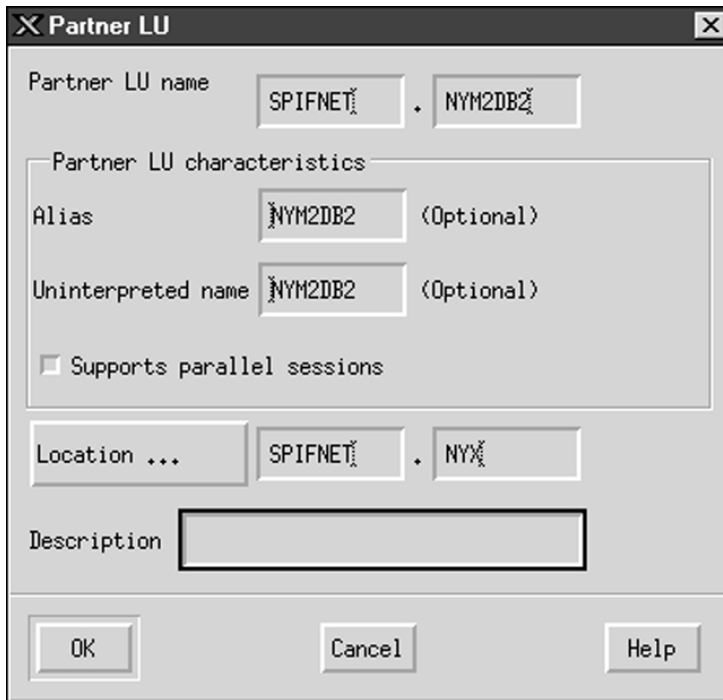 X Partner LU X
Partner LU name SPIFNET . NYM2DB2
Partner LU characteristics
Alias NYM2DB2 (Optional)
Uninterpreted name NYM2DB2 (Optional)
Supports parallel sessions
Location ... SPIFNET . NYX
Description
OK Cancel Help